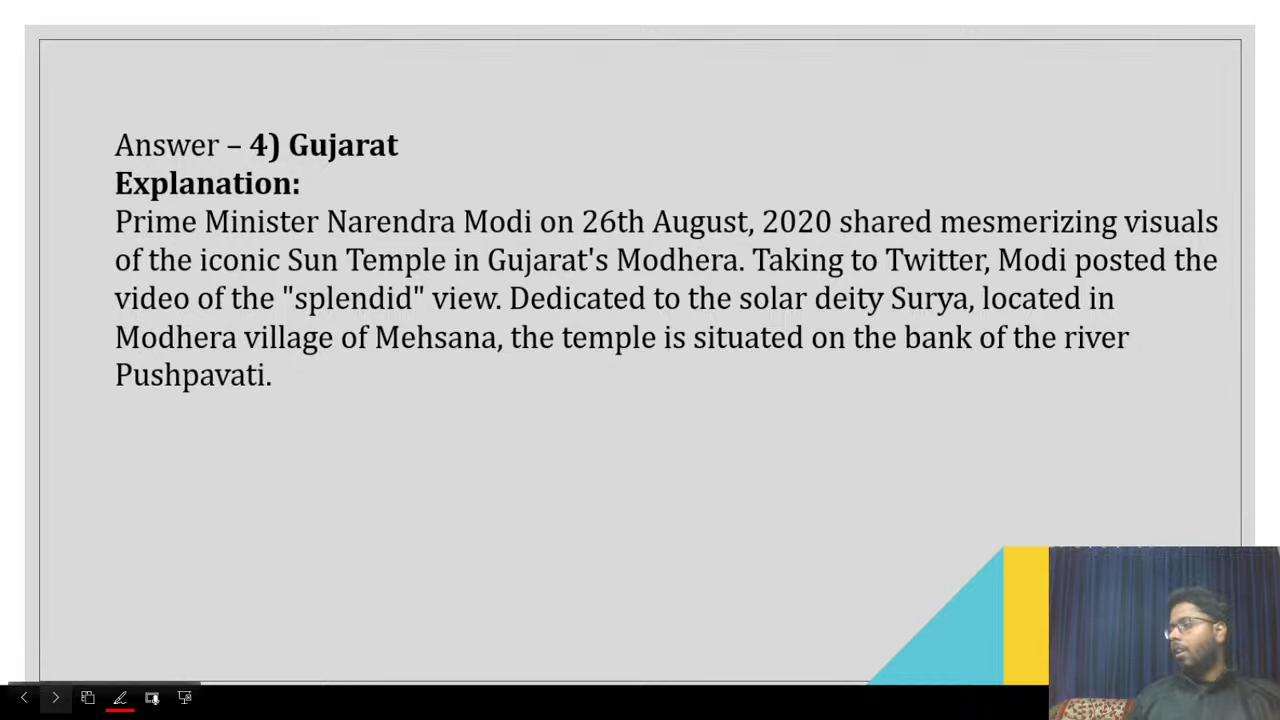 Answer – 4) Gujarat
Explanation:
Prime Minister Narendra Modi on 26th August, 2020 shared mesmerizing visuals
of the iconic Sun Temple in Gujarat's Modhera. Taking to Twitter, Modi posted the
video of the "splendid" view. Dedicated to the solar deity Surya, located in
Modhera village of Mehsana, the temple is situated on the bank of the river
Pushpavati.